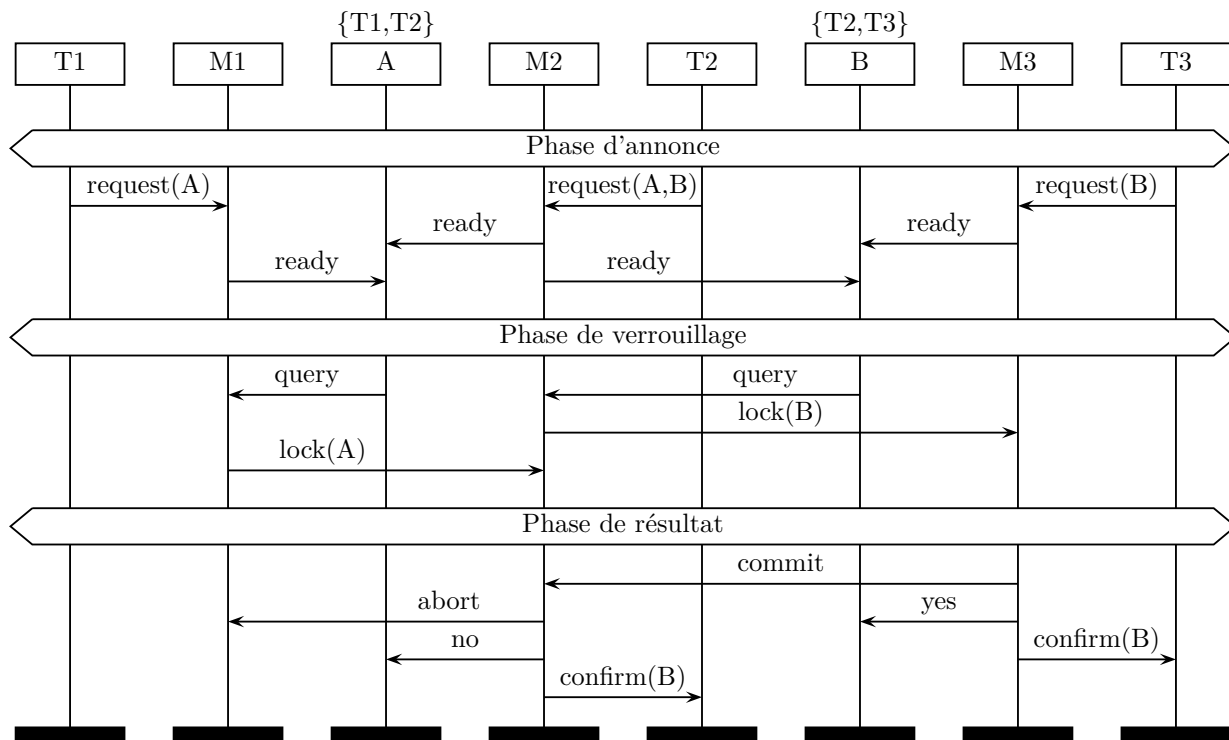 {T1,T2} {T2,T3}
T1 M1 A M2 T2 B M3 T3
Phase d'annonce
request(A) request(A,B) request(B)
ready ready
ready ready
Phase de verrouillage
query query
lock(B)
lock(A)
Phase de résultat
commit
abort yes
no confirm(B)
confirm(B)